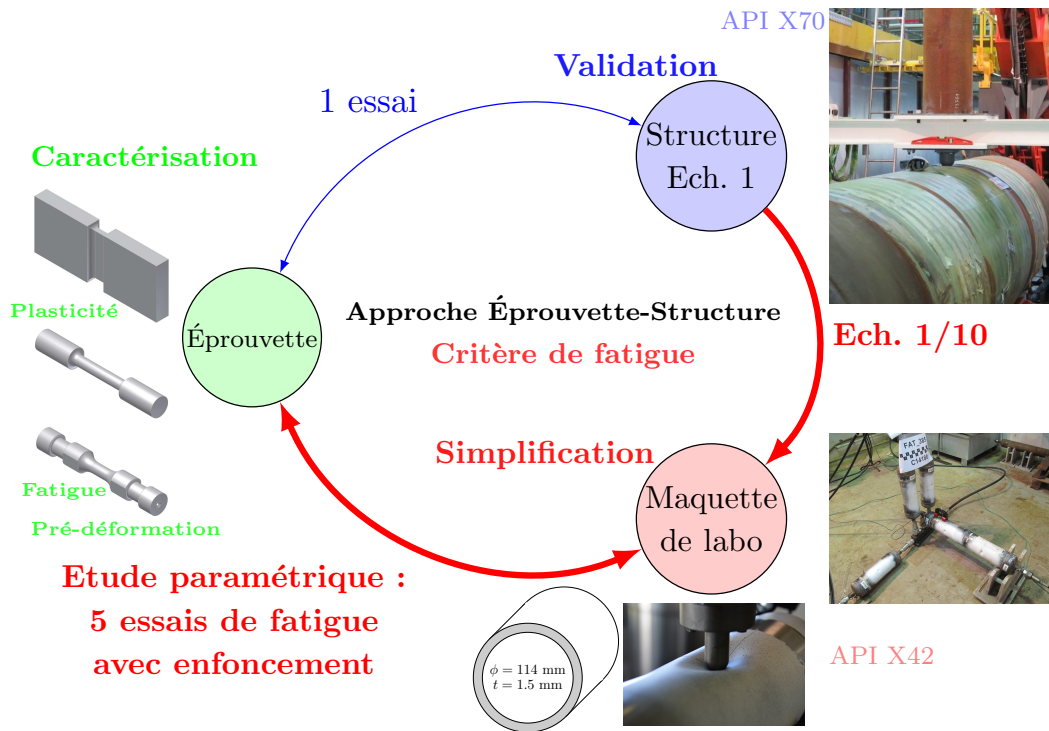 API X70
Validation
1 essai
Structure
Ech. 1
Caractérisation
Plasticité
Éprouvette
Approche Éprouvette-Structure
Critère de fatigue
Ech. 1/10
Simplification
Fatigue
Pré-déformation
Maquette
de labo
Etude paramétrique :
5 essais de fatigue
avec enfoncement
ϕ = 114 mm
t = 1.5 mm
API X42